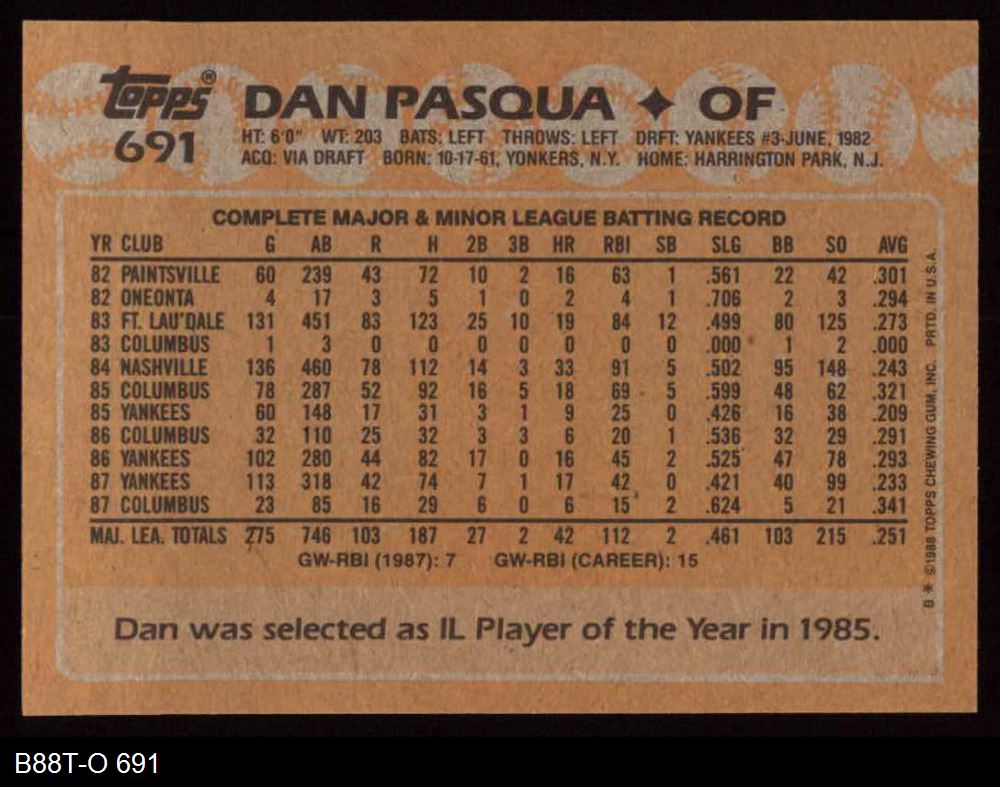 topps® DAN PASQUA ✦ OF
691
HT: 6'0" WT: 203 BATS: LEFT THROWS: LEFT DRFT: YANKEES #3-JUNE, 1982
ACQ: VIA DRAFT BORN: 10-17-61, YONKERS, N.Y. HOME: HARRINGTON PARK, N.J.
COMPLETE MAJOR & MINOR LEAGUE BATTING RECORD
YR CLUB G AB R H 2B 3B HR RBI SB SLG BB SO AVG
82 PAINTSVILLE 60 239 43 72 10 2 16 63 1 .561 22 42 .301
82 ONEONTA 4 17 3 5 1 0 2 4 1 .706 2 3 .294
83 FT. LAU'DALE 131 451 83 123 25 10 19 84 12 .499 80 125 .273
83 COLUMBUS 1 3 0 0 0 0 0 0 0 .000 1 2 .000
84 NASHVILLE 136 460 78 112 14 3 33 91 5 .502 95 148 .243
85 COLUMBUS 78 287 52 92 16 5 18 69 5 .599 48 62 .321
85 YANKEES 60 148 17 31 3 1 9 25 0 .426 16 38 .209
86 COLUMBUS 32 110 25 32 3 3 6 20 1 .536 32 29 .291
86 YANKEES 102 280 44 82 17 0 16 45 2 .525 47 78 .293
87 YANKEES 113 318 42 74 7 1 17 42 0 .421 40 99 .233
87 COLUMBUS 23 85 16 29 6 0 6 15 2 .624 5 21 .341
MAJ. LEA. TOTALS 275 746 103 187 27 2 42 112 2 .461 103 215 .251
GW-RBI (1987): 7 GW-RBI (CAREER): 15
Dan was selected as IL Player of the Year in 1985.
B * ©1988 TOPPS CHEWING GUM, INC. PRTD. IN U.S.A.
B88T-O 691